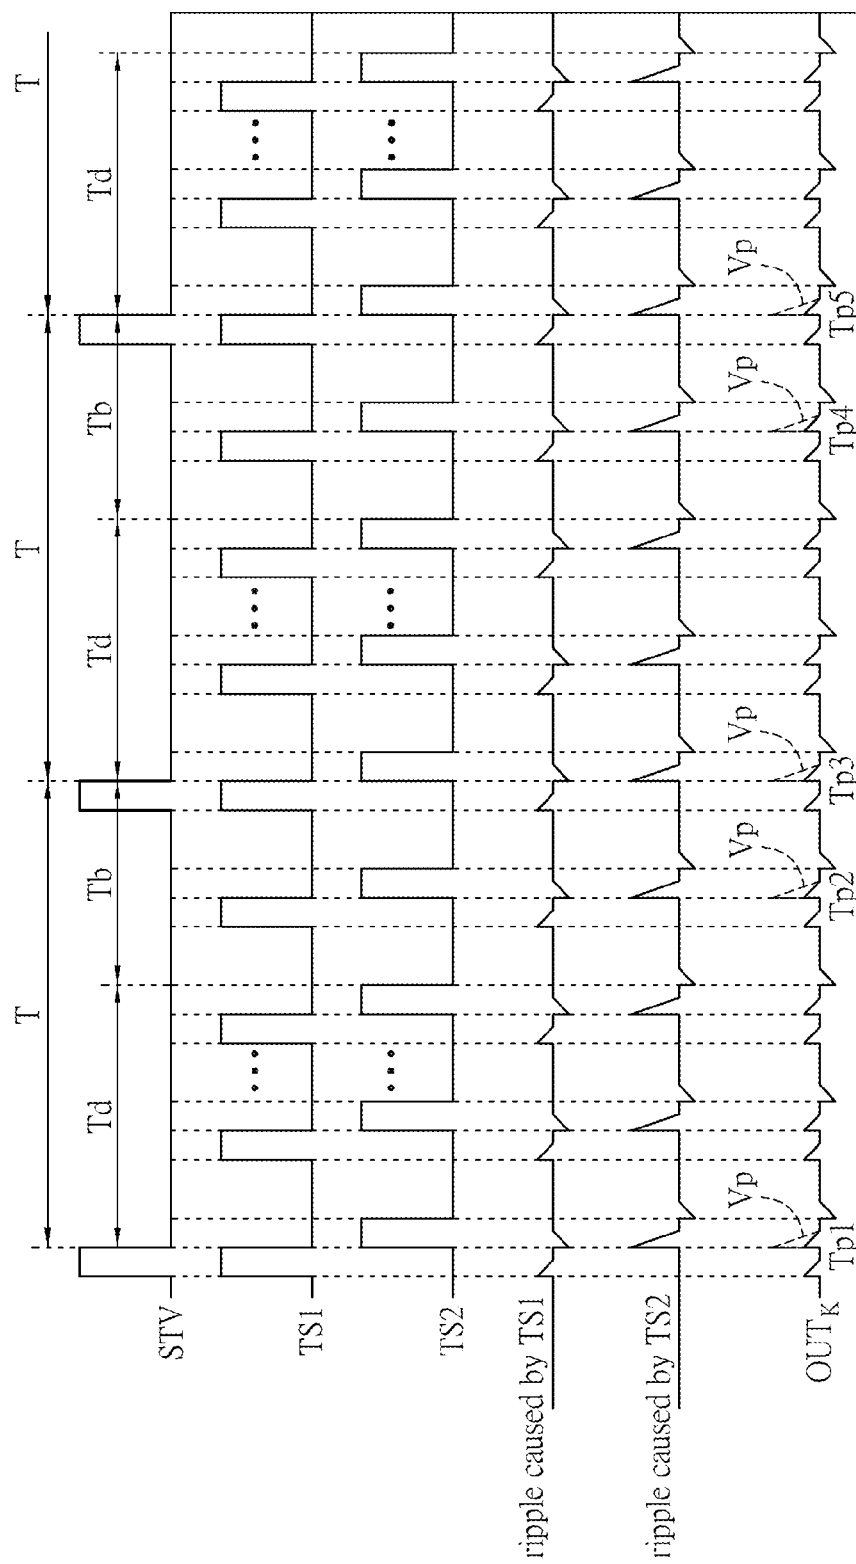 T T T
Td Tb Td Tb Td
STV
TS1
TS2
ripple caused by TS1
ripple caused by TS2
Vp Vp Vp Vp Vp
OUTK
Tp1 Tp2 Tp3 Tp4 Tp5